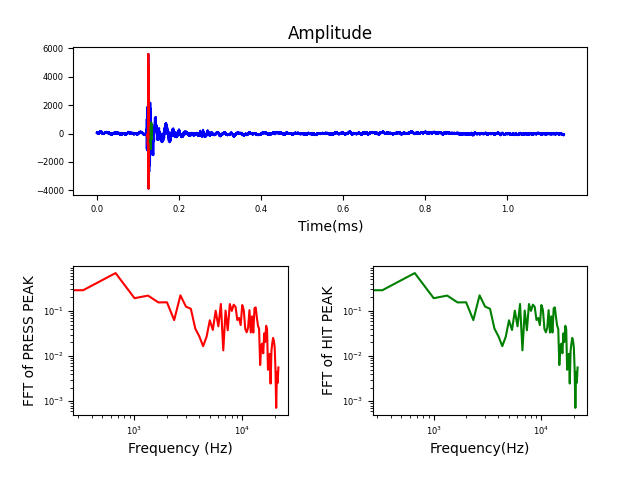 Amplitude
6000
4000
2000
0
−2000
−4000
0.0 0.2 0.4 0.6 0.8 1.0
Time(ms)
FFT of PRESS PEAK
10⁻¹
10⁻²
10⁻³
10³ 10⁴
Frequency (Hz)
FFT of HIT PEAK
10⁻¹
10⁻²
10⁻³
10³ 10⁴
Frequency(Hz)